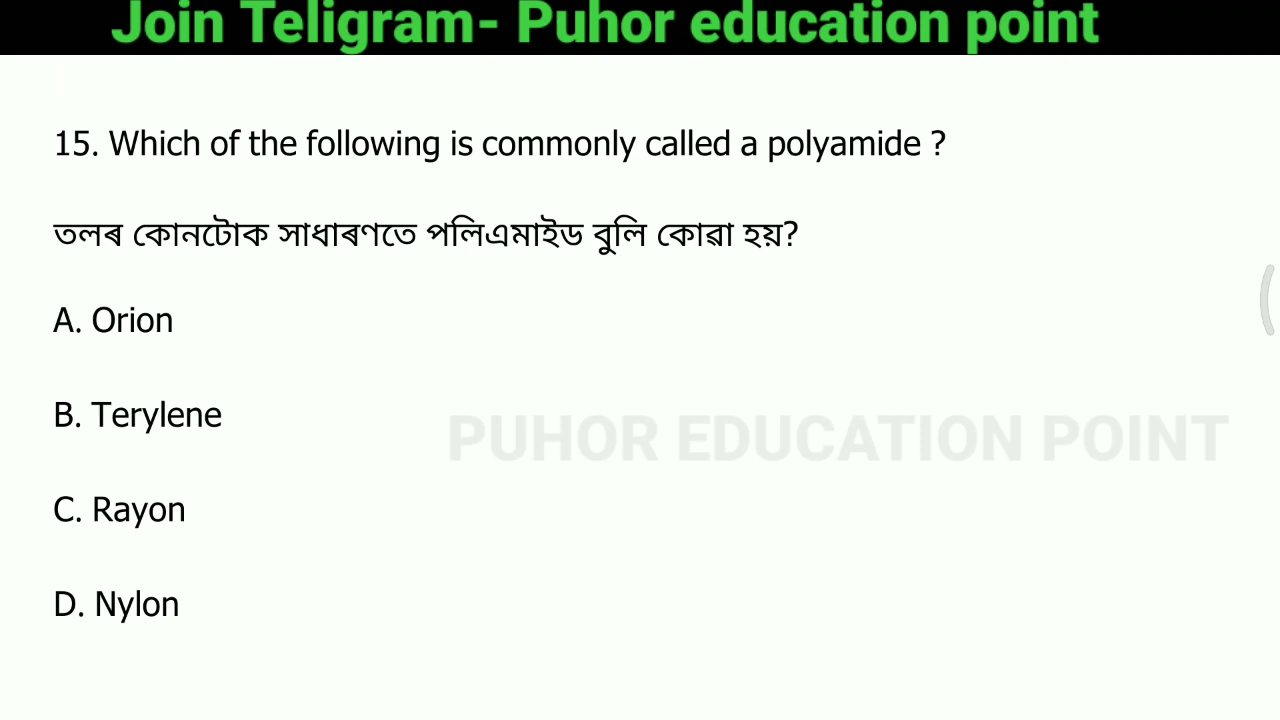 Join Teligram- Puhor education point
15. Which of the following is commonly called a polyamide ?
তলৰ কোনটোক সাধাৰণতে পলিএমাইড বুলি কোৱা হয়?
A. Orion
B. Terylene
PUHOR EDUCATION POINT
C. Rayon
D. Nylon